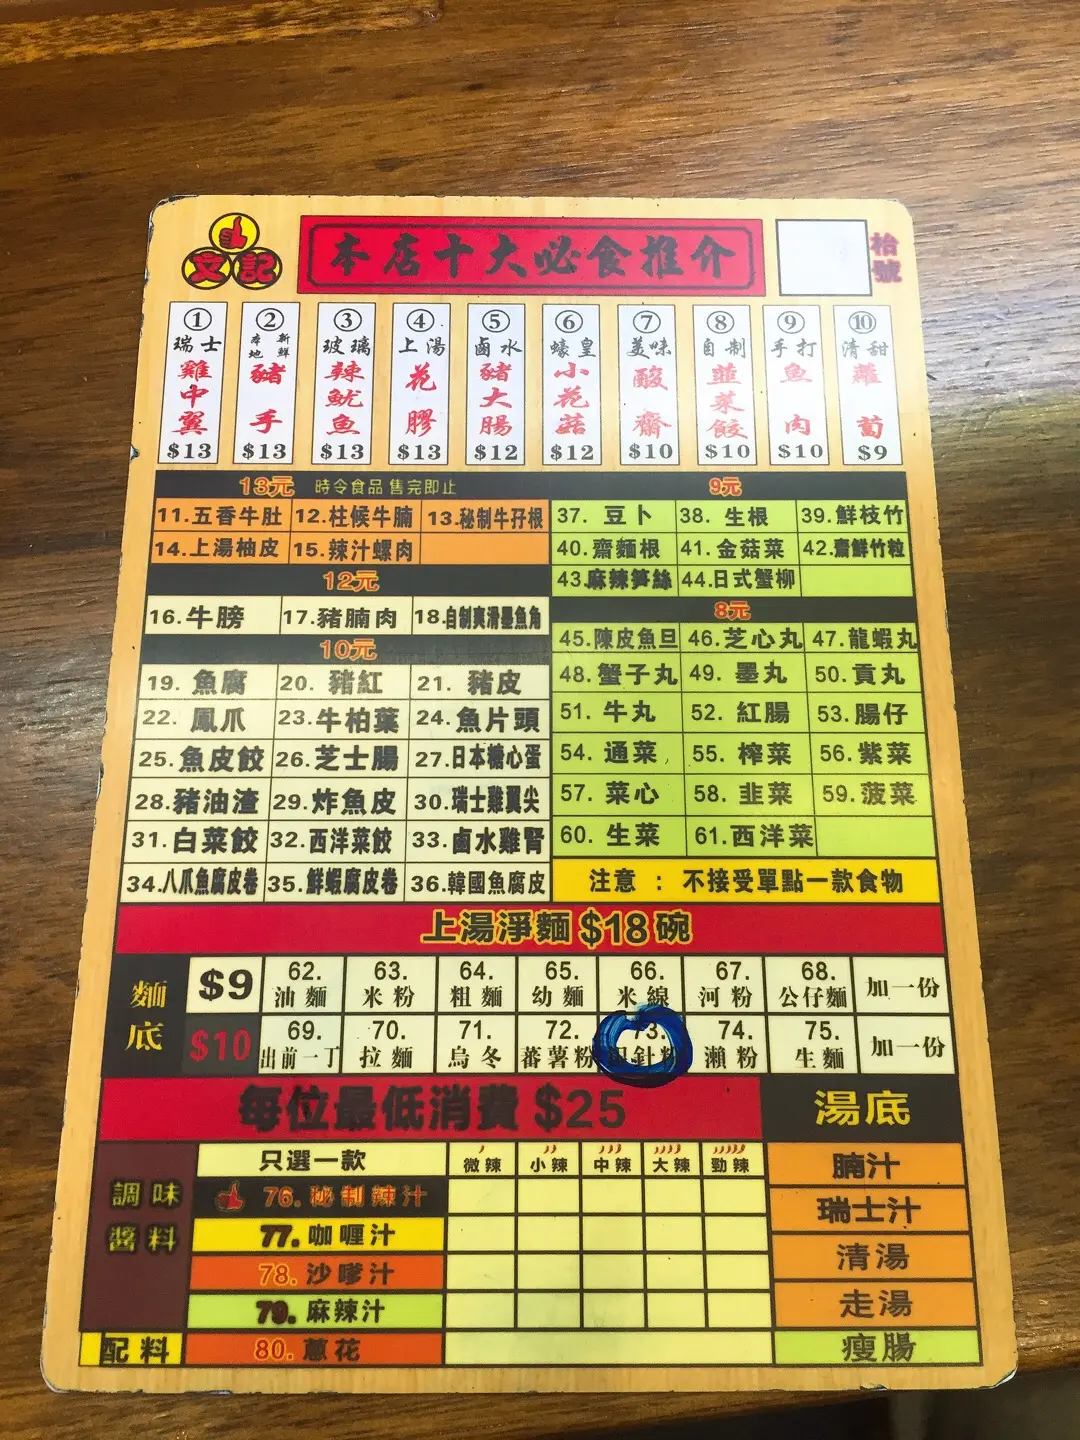 文記
本店十大必食推介
枱號
① 瑞士 雞中翼 $13
② 本地新鮮 豬手 $13
③ 玻璃 辣魷魚 $13
④ 上湯 花膠 $13
⑤ 鹵水 豬大腸 $12
⑥ 蠔皇 小花菇 $12
⑦ 美味 酸齋 $10
⑧ 自制 韮菜餃 $10
⑨ 手打 魚肉 $10
⑩ 清甜 蘿蔔 $9
13元 時令食品 售完即止
11.五香牛肚 12.柱候牛腩 13.秘制牛孖根
14.上湯柚皮 15.辣汁螺肉
12元
16.牛膀 17.豬腩肉 18.自制爽滑墨魚角
10元
19.魚腐 20.豬紅 21.豬皮
22.鳳爪 23.牛柏葉 24.魚片頭
25.魚皮餃 26.芝士腸 27.日本糖心蛋
28.豬油渣 29.炸魚皮 30.瑞士雞翼尖
31.白菜餃 32.西洋菜餃 33.鹵水雞腎
34.八爪魚腐皮卷 35.鮮蝦腐皮卷 36.韓國魚腐皮
9元
37.豆卜 38.生根 39.鮮枝竹
40.齋麵根 41.金菇菜 42.齋鮮竹粒
43.麻辣笋絲 44.日式蟹柳
8元
45.陳皮魚旦 46.芝心丸 47.龍蝦丸
48.蟹子丸 49.墨丸 50.貢丸
51.牛丸 52.紅腸 53.腸仔
54.通菜 55.榨菜 56.紫菜
57.菜心 58.韭菜 59.菠菜
60.生菜 61.西洋菜
注意：不接受單點一款食物
上湯淨麵 $18 碗
麵底
$9 62.油麵 63.米粉 64.粗麵 65.幼麵 66.米線 67.河粉 68.公仔麵 加一份
$10 69.出前一丁 70.拉麵 71.烏冬 72.蕃薯粉 73.銀針粉 74.瀨粉 75.生麵 加一份
每位最低消費 $25
湯底
調味醬料
只選一款 微辣 小辣 中辣 大辣 勁辣
76.秘制辣汁
77.咖喱汁
78.沙嗲汁
79.麻辣汁
配料 80.蔥花
腩汁
瑞士汁
清湯
走湯
瘦腸